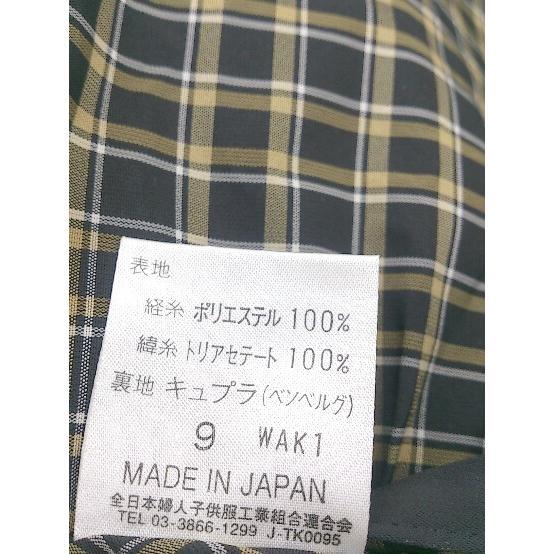 表地
経糸 ポリエステル 100%
緯糸 トリアセテート 100%
裏地 キュプラ(ベンベルグ)
9 WAK1
MADE IN JAPAN
全日本婦人子供服工業組合連合会
TEL 03-3866-1299 J-TK0095